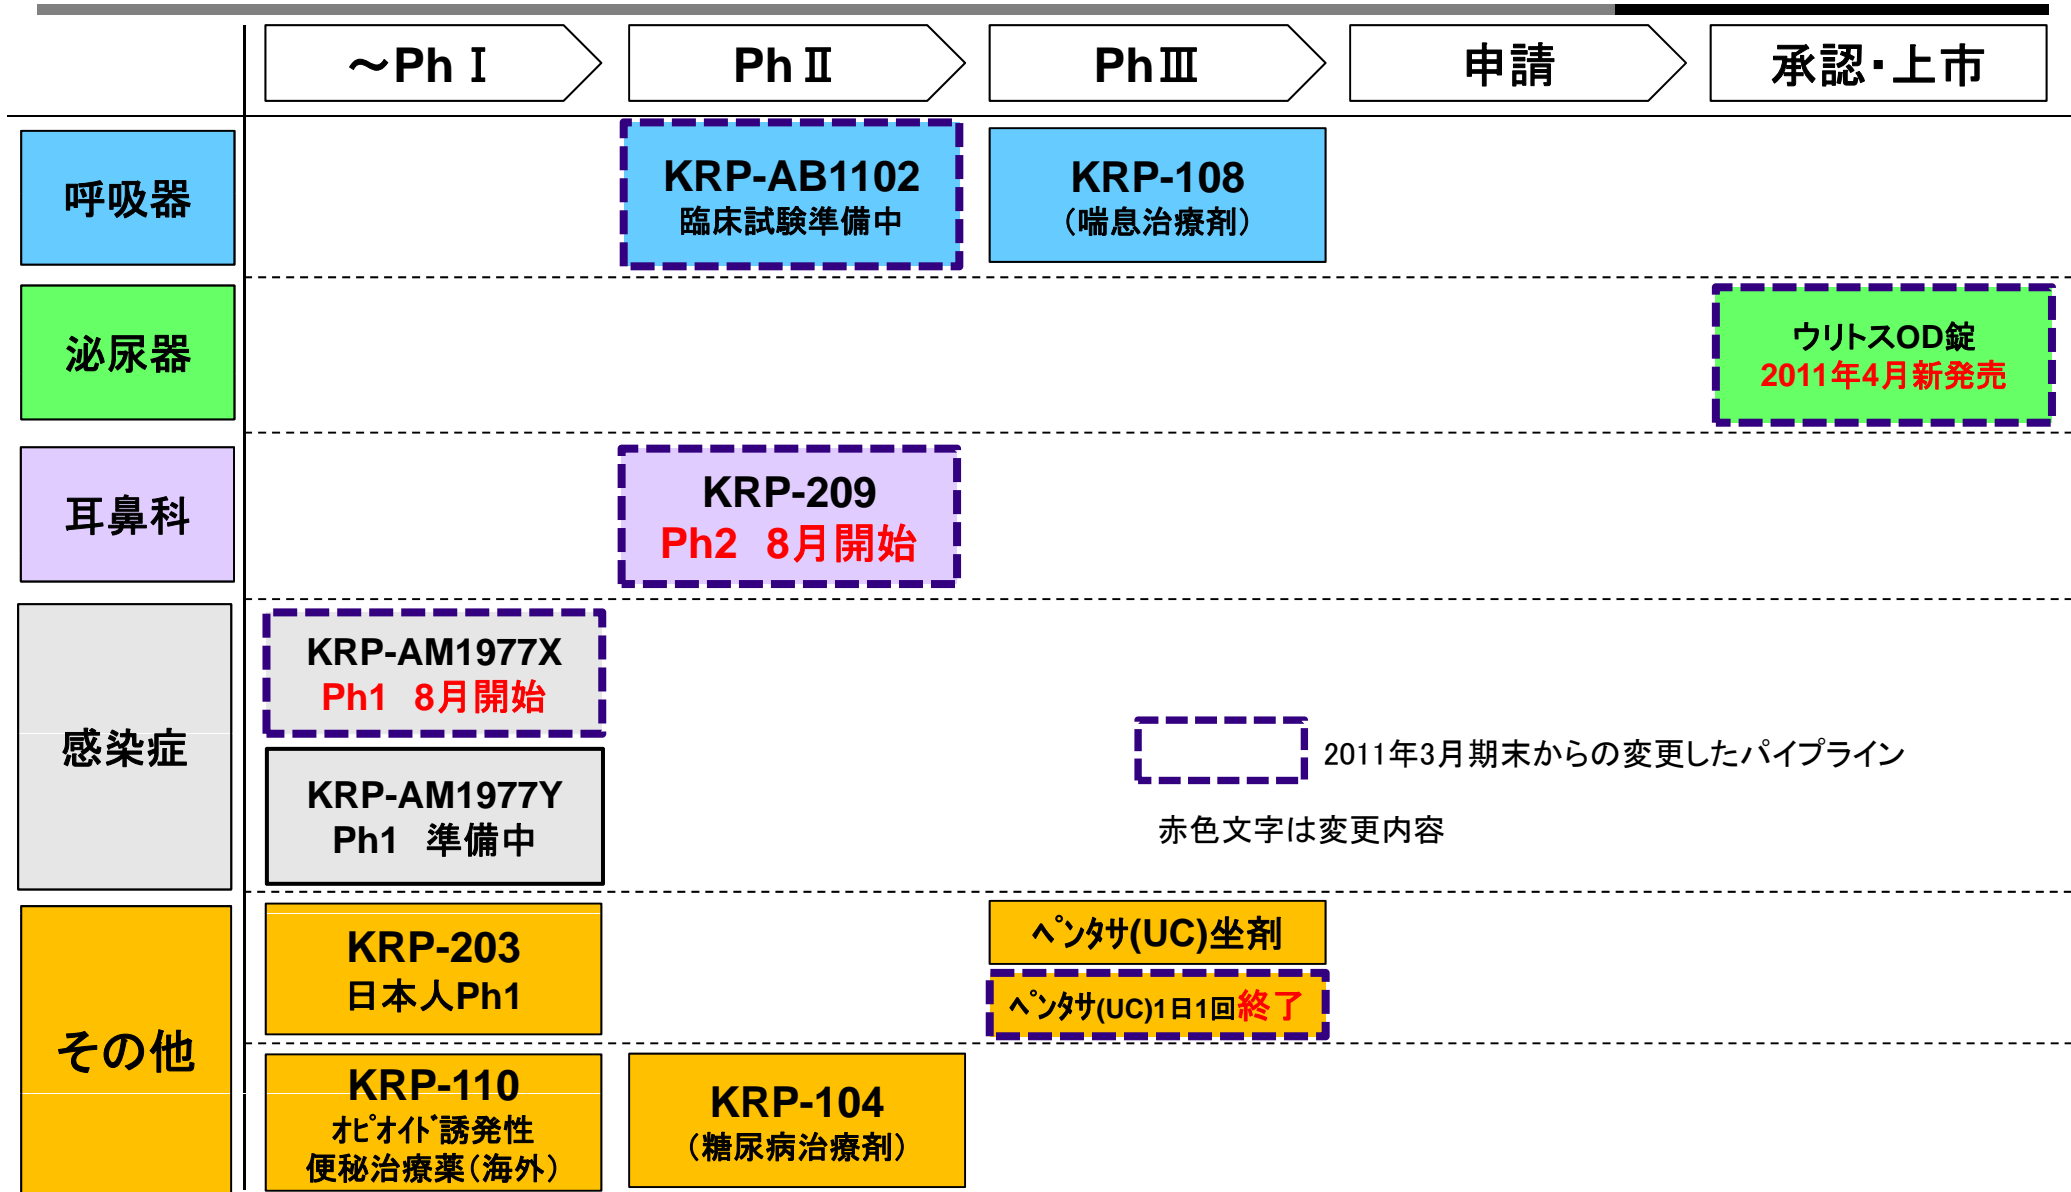 ～Ph Ⅰ
Ph Ⅱ
PhⅢ
申請
承認・上市
呼吸器
KRP-AB1102
臨床試験準備中
KRP-108
（喘息治療剤）
泌尿器
ウリトスOD錠
2011年4月新発売
耳鼻科
KRP-209
Ph2　8月開始
感染症
KRP-AM1977X
Ph1　8月開始
KRP-AM1977Y
Ph1　準備中
2011年3月期末からの変更したパイプライン
赤色文字は変更内容
その他
KRP-203
日本人Ph1
ﾍﾟﾝﾀｻ(UC)坐剤
ﾍﾟﾝﾀｻ(UC)1日1回終了
KRP-110
ｵﾋﾟｵｲﾄﾞ誘発性
便秘治療薬（海外）
KRP-104
（糖尿病治療剤）